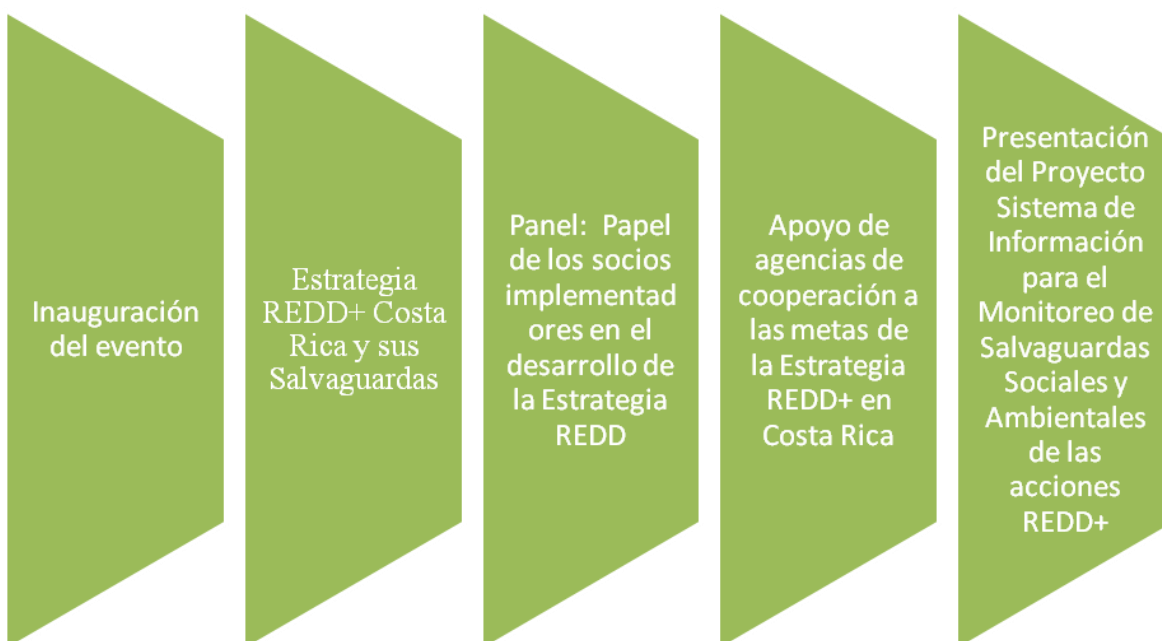 Inauguración
del evento
Estrategia
REDD+ Costa
Rica y sus
Salvaguardas
Panel: Papel
de los socios
implementad
ores en el
desarrollo de
la Estrategia
REDD
Apoyo de
agencias de
cooperación a
las metas de
la Estrategia
REDD+ en
Costa Rica
Presentación
del Proyecto
Sistema de
Información
para el
Monitoreo de
Salvaguardas
Sociales y
Ambientales
de las
acciones
REDD+